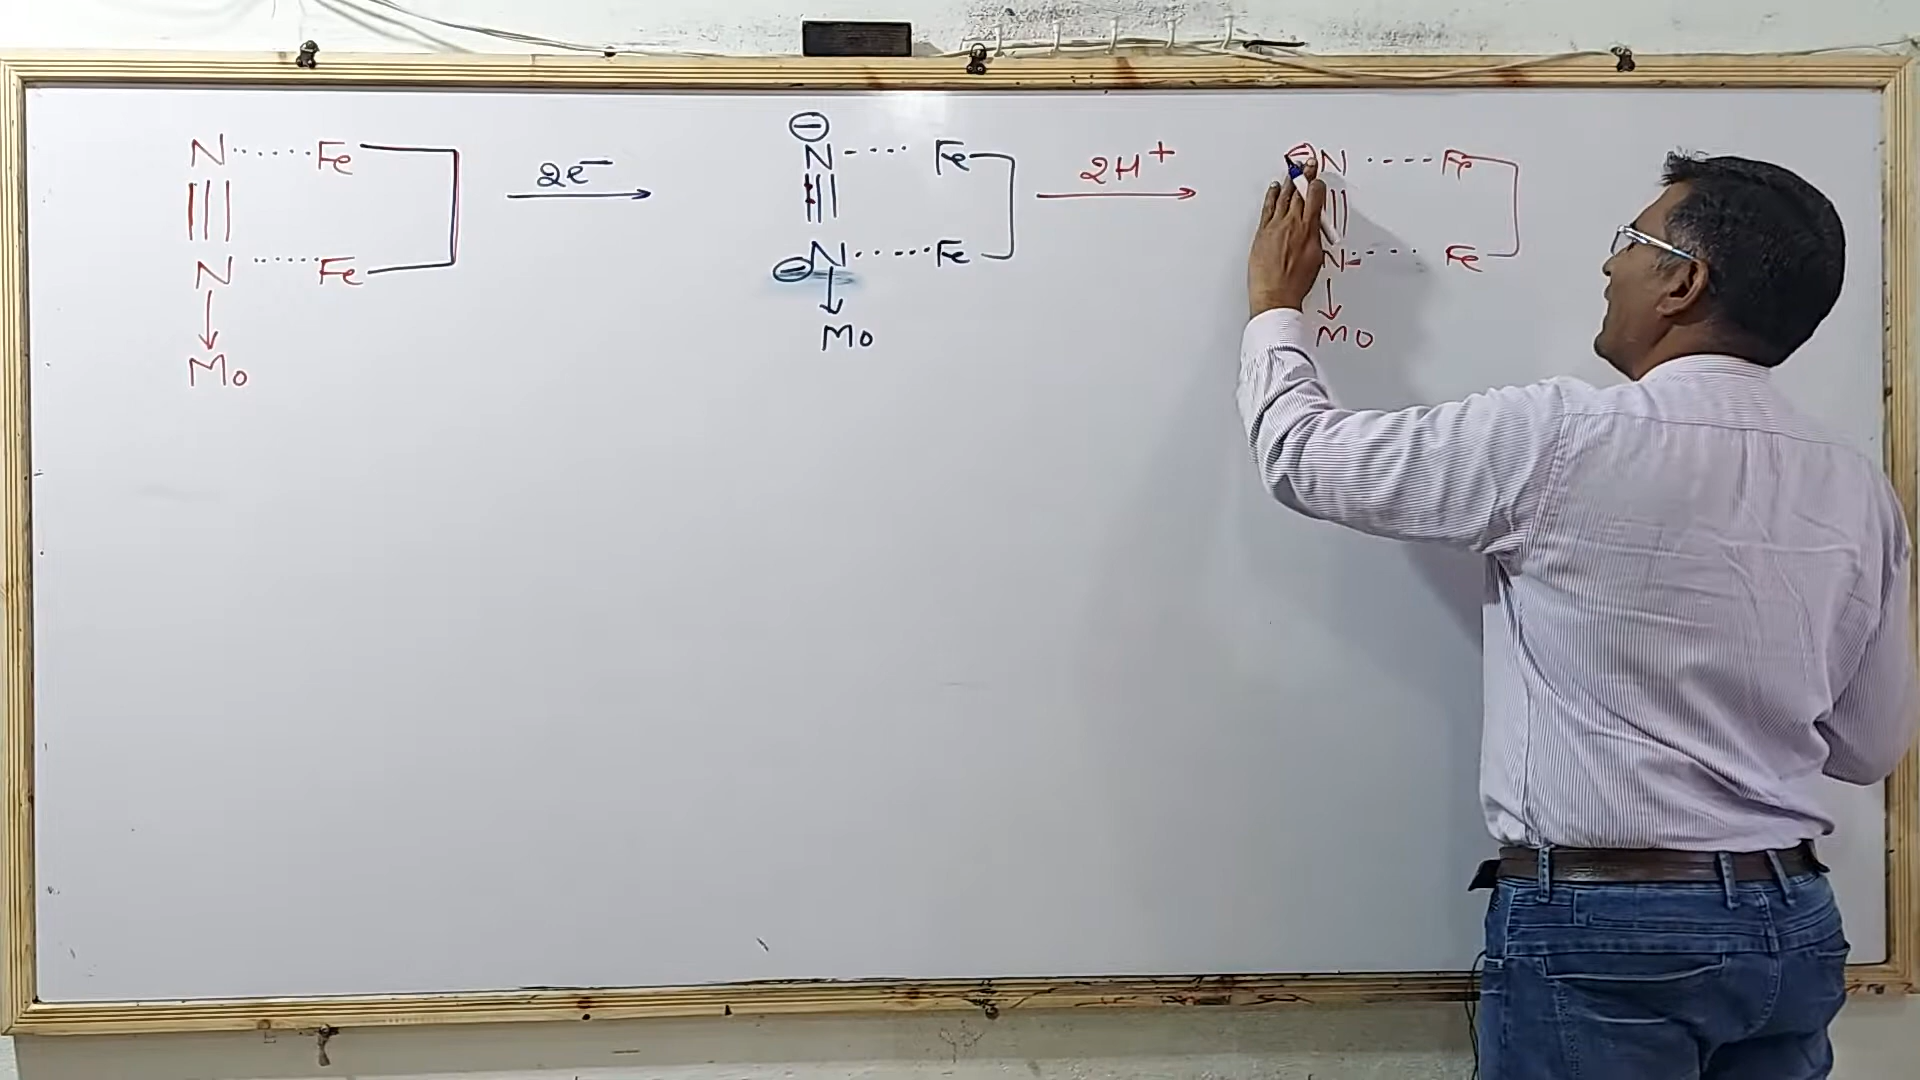 N ······ Fe
N ······ Fe
Mo
2e⁻
⊖
N - ···· Fe
⊖ N ······ Fe
Mo
2H⁺
⊖ N ···· Fe
N ···· Fe
Mo